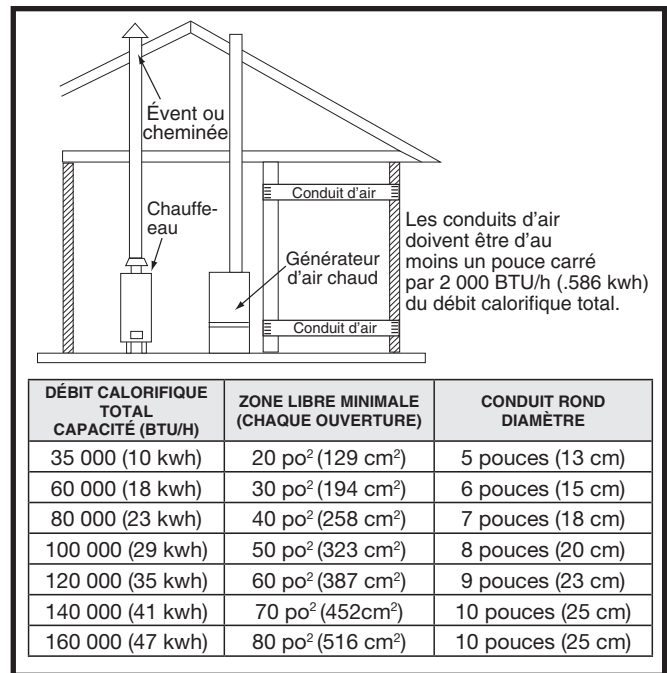 Évent ou
cheminée
Conduit d'air
Chauffe-
eau
Les conduits d'air
doivent être d'au
moins un pouce carré
par 2 000 BTU/h (.586 kwh)
du débit calorifique total.
Générateur
d'air chaud
Conduit d'air
DÉBIT CALORIFIQUE
TOTAL
CAPACITÉ (BTU/H)
ZONE LIBRE MINIMALE
(CHAQUE OUVERTURE)
CONDUIT ROND
DIAMÈTRE
35 000 (10 kwh) 20 po² (129 cm²) 5 pouces (13 cm)
60 000 (18 kwh) 30 po² (194 cm²) 6 pouces (15 cm)
80 000 (23 kwh) 40 po² (258 cm²) 7 pouces (18 cm)
100 000 (29 kwh) 50 po² (323 cm²) 8 pouces (20 cm)
120 000 (35 kwh) 60 po² (387 cm²) 9 pouces (23 cm)
140 000 (41 kwh) 70 po² (452cm²) 10 pouces (25 cm)
160 000 (47 kwh) 80 po² (516 cm²) 10 pouces (25 cm)